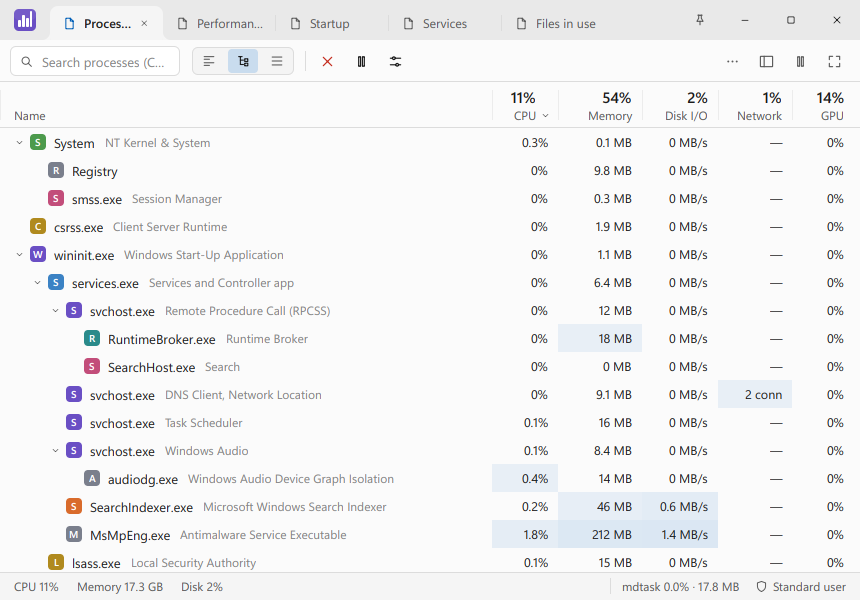 Proces... Performan... Startup Services Files in use
Search processes (C...
11% 54% 2% 1% 14%
Name CPU Memory Disk I/O Network GPU
S System NT Kernel & System 0.3% 0.1 MB 0 MB/s — 0%
R Registry 0% 9.8 MB 0 MB/s — 0%
S smss.exe Session Manager 0% 0.3 MB 0 MB/s — 0%
C csrss.exe Client Server Runtime 0% 1.9 MB 0 MB/s — 0%
W wininit.exe Windows Start-Up Application 0% 1.1 MB 0 MB/s — 0%
S services.exe Services and Controller app 0% 6.4 MB 0 MB/s — 0%
S svchost.exe Remote Procedure Call (RPCSS) 0% 12 MB 0 MB/s — 0%
R RuntimeBroker.exe Runtime Broker 0% 18 MB 0 MB/s — 0%
S SearchHost.exe Search 0% 0 MB 0 MB/s — 0%
S svchost.exe DNS Client, Network Location 0% 9.1 MB 0 MB/s 2 conn 0%
S svchost.exe Task Scheduler 0.1% 16 MB 0 MB/s — 0%
S svchost.exe Windows Audio 0.1% 8.4 MB 0 MB/s — 0%
A audiodg.exe Windows Audio Device Graph Isolation 0.4% 14 MB 0 MB/s — 0%
S SearchIndexer.exe Microsoft Windows Search Indexer 0.2% 46 MB 0.6 MB/s — 0%
M MsMpEng.exe Antimalware Service Executable 1.8% 212 MB 1.4 MB/s — 0%
L lsass.exe Local Security Authority 0.1% 15 MB 0 MB/s — 0%
CPU 11% Memory 17.3 GB Disk 2% mdtask 0.0% · 17.8 MB Standard user